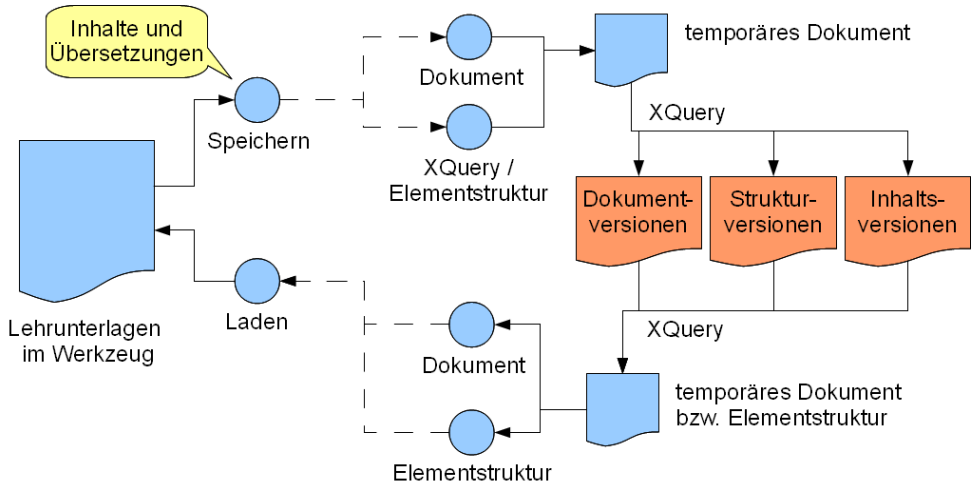 Inhalte und
Übersetzungen
Speichern
Dokument
XQuery /
Elementstruktur
temporäres Dokument
XQuery
Dokument-
versionen
Struktur-
versionen
Inhalts-
versionen
Lehrunterlagen
im Werkzeug
Laden
Dokument
Elementstruktur
XQuery
temporäres Dokument
bzw. Elementstruktur